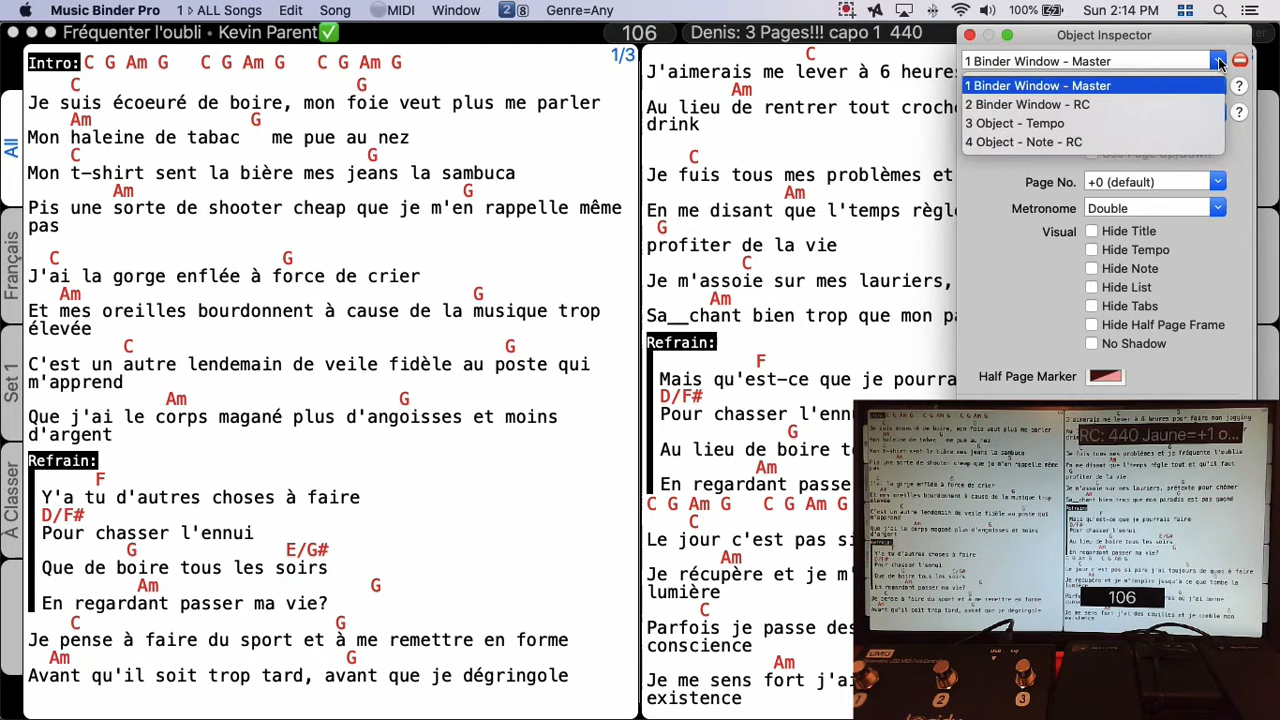 Music Binder Pro 1 ALL Songs Edit Song MIDI Window 2 8 Genre=Any 100% Sun 2:14 PM
Fréquenter l'oubli • Kevin Parent✅ 106 Denis: 3 Pages!!! capo 1 440
Object Inspector
1 Binder Window - Master
1 Binder Window - Master
2 Binder Window - RC
3 Object - Tempo
4 Object - Note - RC
?
?
Page No. +0 (default)
Metronome Double
Visual Hide Title
Hide Tempo
Hide Note
Hide List
Hide Tabs
Hide Half Page Frame
No Shadow
Half Page Marker
All
Français
Set 1
A Classer
1/3
Intro: C G Am G C G Am G C G Am G
C G
Je suis écoeuré de boire, mon foie veut plus me parler
Am G
Mon haleine de tabac me pue au nez
C G
Mon t-shirt sent la bière mes jeans la sambuca
Am G
Pis une sorte de shooter cheap que je m'en rappelle même
pas
C G
J'ai la gorge enflée à force de crier
Am G
Et mes oreilles bourdonnent à cause de la musique trop
élevée
C G
C'est un autre lendemain de veile fidèle au poste qui
m'apprend
Am G
Que j'ai le corps magané plus d'angoisses et moins
d'argent
Refrain:
F
Y'a tu d'autres choses à faire
D/F#
Pour chasser l'ennui
G E/G#
Que de boire tous les soirs
Am G
En regardant passer ma vie?
C G
Je pense à faire du sport et à me remettre en forme
Am G
Avant qu'il soit trop tard, avant que je dégringole
C
J'aimerais me lever à 6 heures
Am
Au lieu de rentrer tout croch
drink
C
Je fuis tous mes problèmes et
Am
En me disant que l'temps règl
G
profiter de la vie
C
Je m'assoie sur mes lauriers,
Am
Sa__chant bien trop que mon pa
Refrain:
F
Mais qu'est-ce que je pourra
D/F#
Pour chasser l'enn
G
Au lieu de boire to
Am
En regardant passe
C G Am G C G Am G
C
Le jour c'est pas si
Am
Je récupère et je m'
lumière
C
Parfois je passe des
conscience
Am
Je me sens fort j'ai
existence
RC: 440 Jaune=+1 o...
106
1
2
3